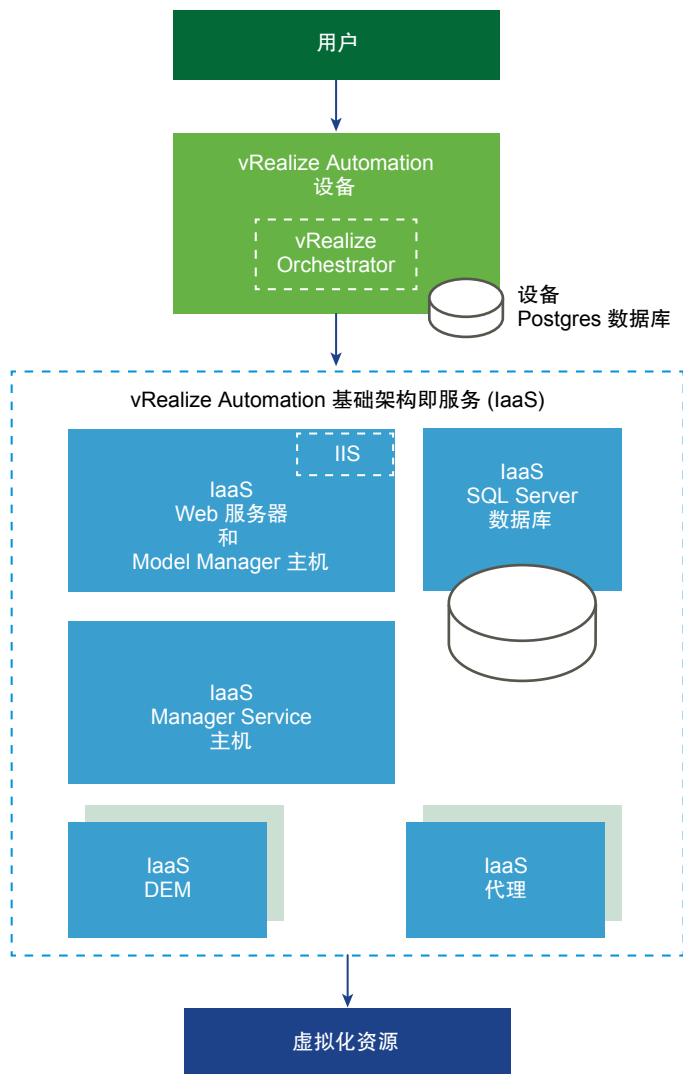 用户
vRealize Automation
设备
vRealize
Orchestrator
设备
Postgres 数据库
vRealize Automation 基础架构即服务 (IaaS)
IIS
IaaS
Web 服务器
和
Model Manager 主机
IaaS
SQL Server
数据库
IaaS
Manager Service
主机
IaaS
DEM
IaaS
代理
虚拟化资源